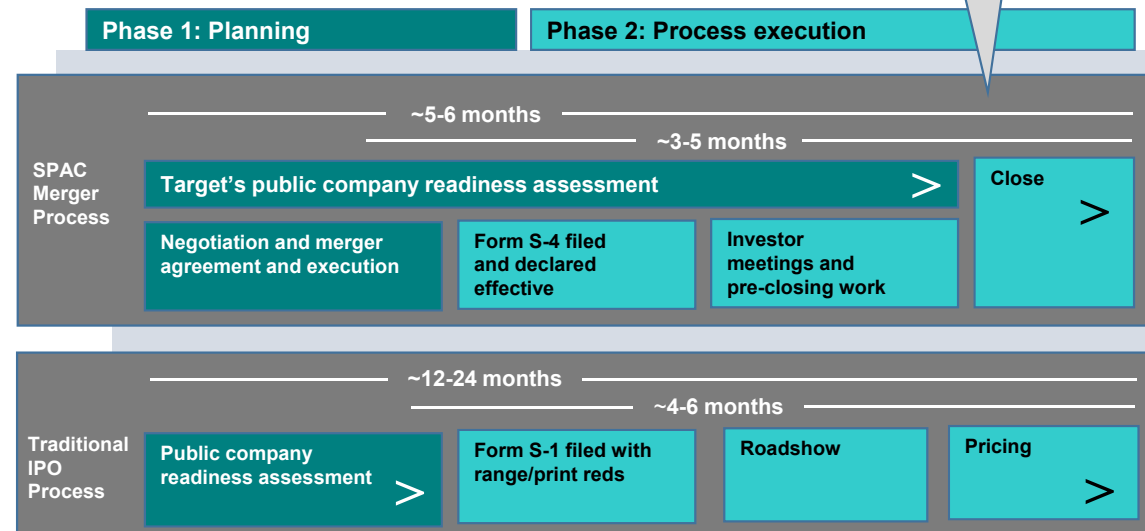 Phase 1: Planning
Phase 2: Process execution
~5-6 months
~3-5 months
SPAC
Merger
Process
Target's public company readiness assessment
>
Close
>
Negotiation and merger
agreement and execution
Form S-4 filed
and declared
effective
Investor
meetings and
pre-closing work
~12-24 months
~4-6 months
Traditional
IPO
Process
Public company
readiness assessment
>
Form S-1 filed with
range/print reds
Roadshow
Pricing
>